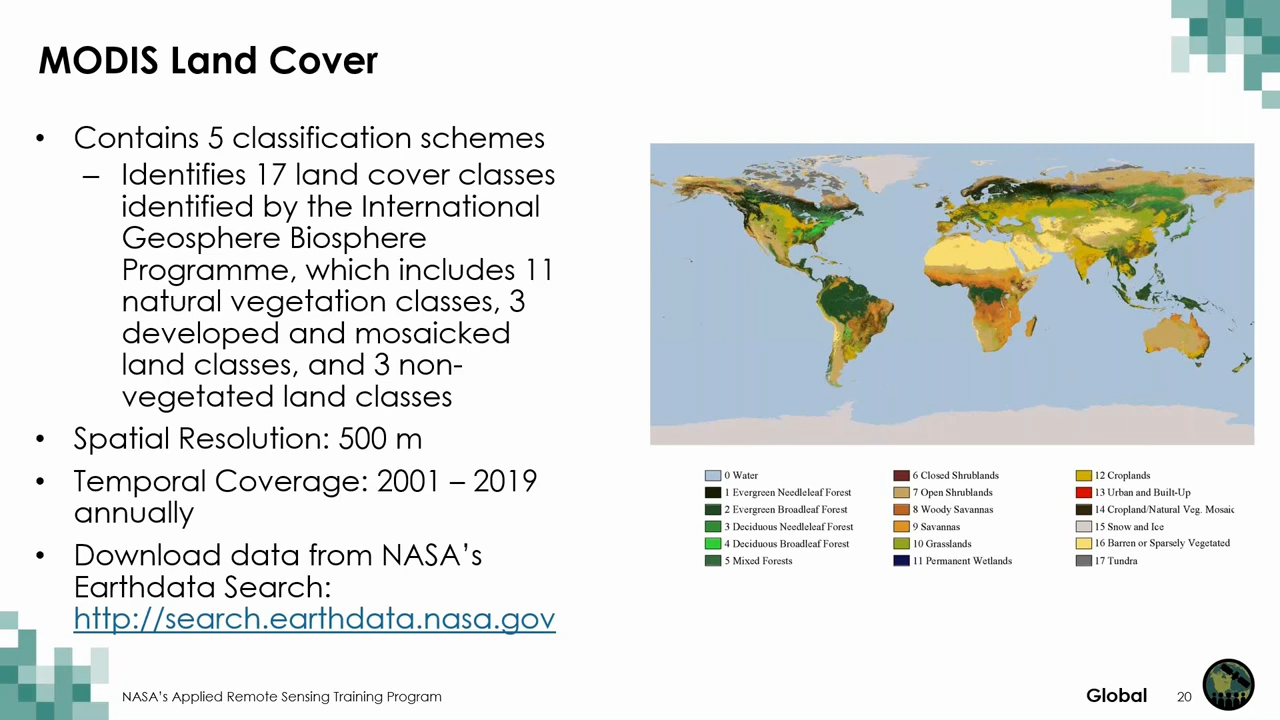 MODIS Land Cover
• Contains 5 classification schemes
– Identifies 17 land cover classes
identified by the International
Geosphere Biosphere
Programme, which includes 11
natural vegetation classes, 3
developed and mosaicked
land classes, and 3 non-
vegetated land classes
• Spatial Resolution: 500 m
• Temporal Coverage: 2001 – 2019
annually
• Download data from NASA’s
Earthdata Search:
http://search.earthdata.nasa.gov
0 Water
1 Evergreen Needleleaf Forest
2 Evergreen Broadleaf Forest
3 Deciduous Needleleaf Forest
4 Deciduous Broadleaf Forest
5 Mixed Forests
6 Closed Shrublands
7 Open Shrublands
8 Woody Savannas
9 Savannas
10 Grasslands
11 Permanent Wetlands
12 Croplands
13 Urban and Built-Up
14 Cropland/Natural Veg. Mosaic
15 Snow and Ice
16 Barren or Sparsely Vegetated
17 Tundra
NASA’s Applied Remote Sensing Training Program
Global
20